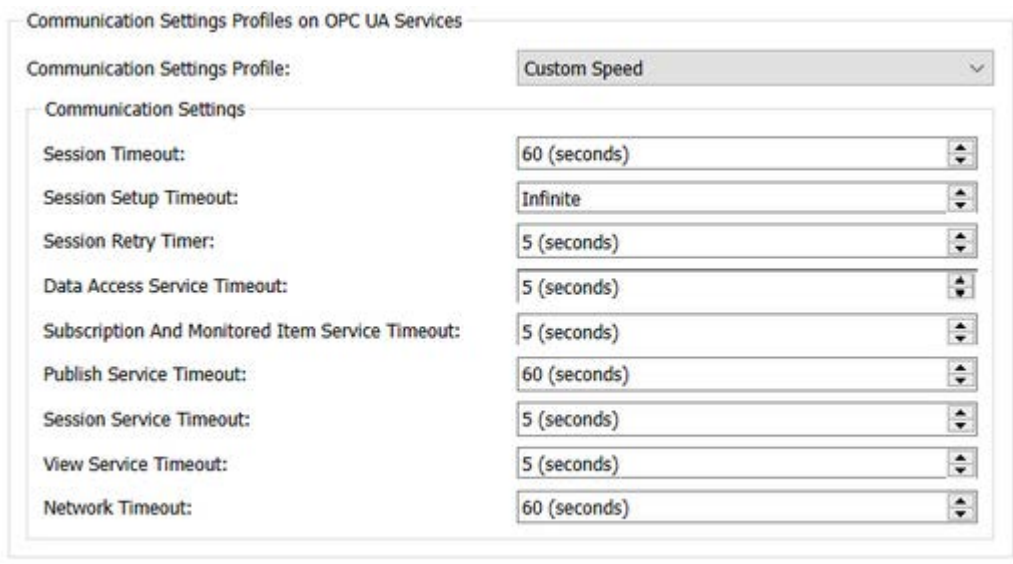 Communication Settings Profiles on OPC UA Services
Communication Settings Profile: Custom Speed
Communication Settings
Session Timeout: 60 (seconds)
Session Setup Timeout: Infinite
Session Retry Timer: 5 (seconds)
Data Access Service Timeout: 5 (seconds)
Subscription And Monitored Item Service Timeout: 5 (seconds)
Publish Service Timeout: 60 (seconds)
Session Service Timeout: 5 (seconds)
View Service Timeout: 5 (seconds)
Network Timeout: 60 (seconds)